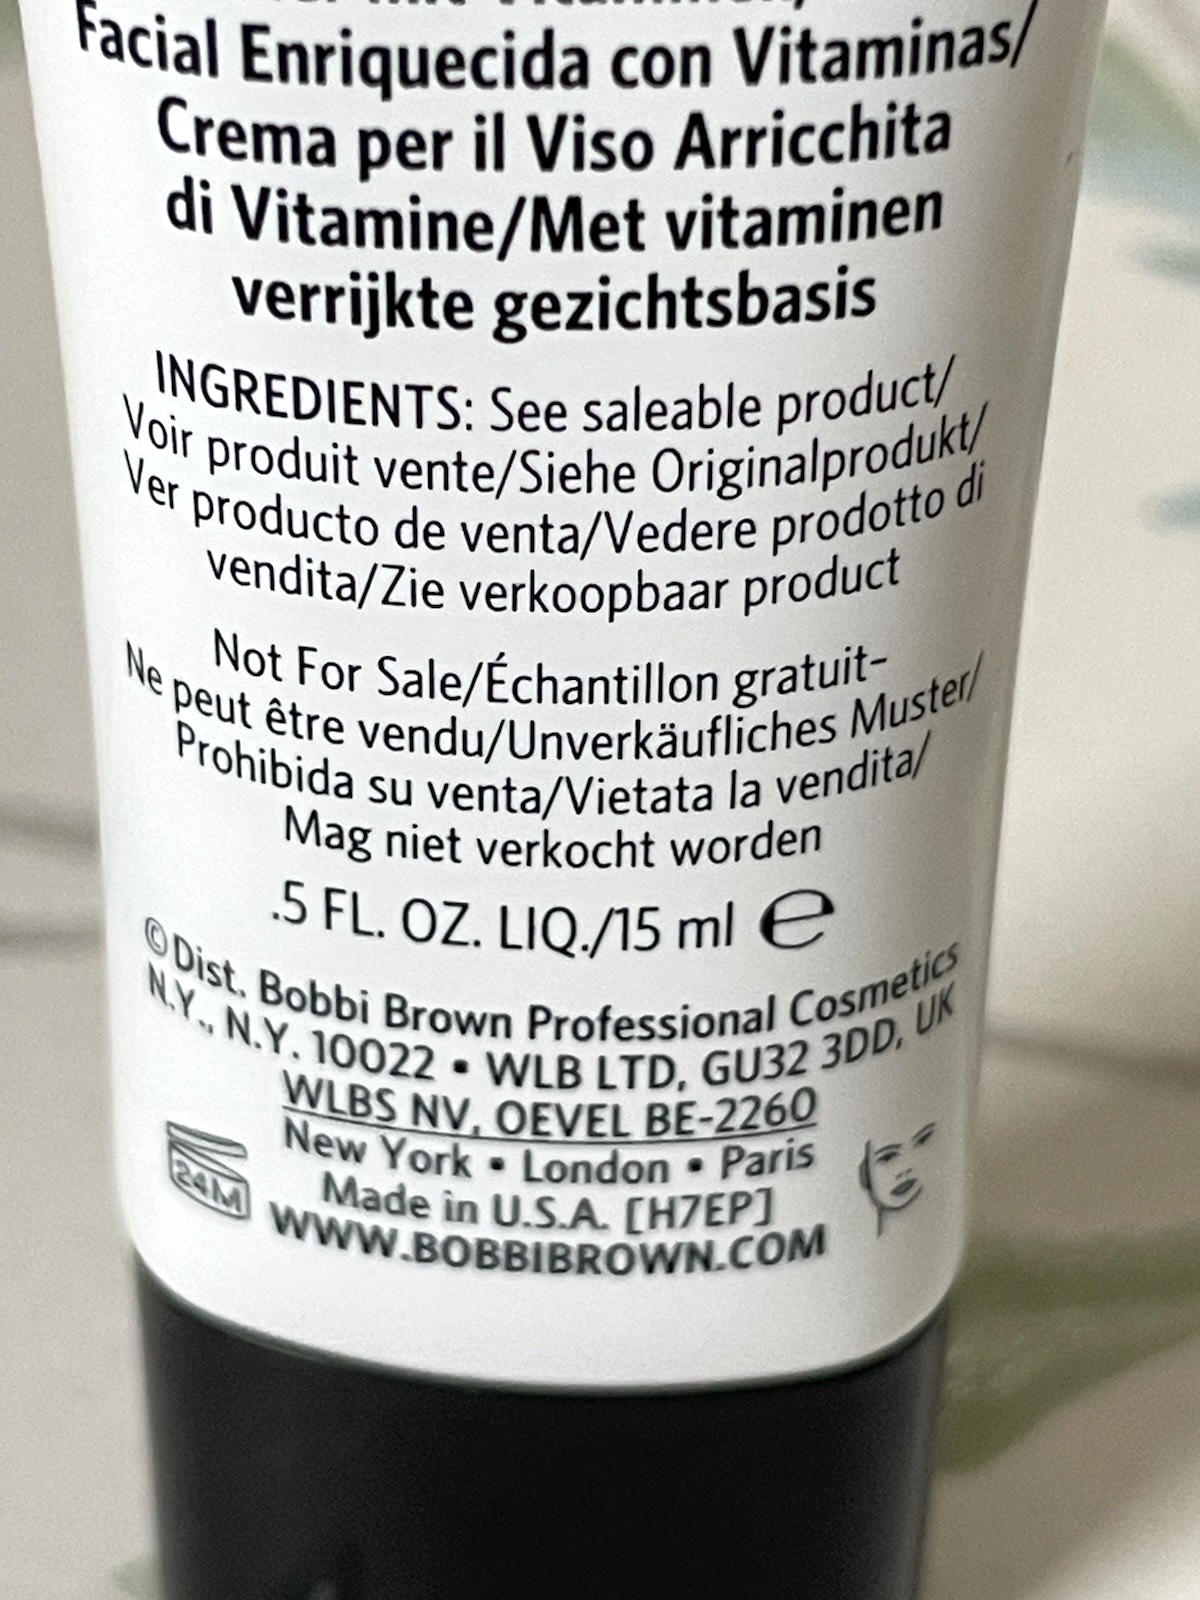 Facial Enriquecida con Vitaminas/
Crema per il Viso Arricchita
di Vitamine/Met vitaminen
verrijkte gezichtsbasis
INGREDIENTS: See saleable product/
Voir produit vente/Siehe Originalprodukt/
Ver producto de venta/Vedere prodotto di
vendita/Zie verkoopbaar product
Not For Sale/Échantillon gratuit-
Ne peut être vendu/Unverkäufliches Muster/
Prohibida su venta/Vietata la vendita/
Mag niet verkocht worden
.5 FL. OZ. LIQ./15 ml ℮
©Dist. Bobbi Brown Professional Cosmetics
N.Y., N.Y. 10022 • WLB LTD, GU32 3DD, UK
WLBS NV, OEVEL BE-2260
New York • London • Paris
24M
Made in U.S.A. [H7EP]
WWW.BOBBIBROWN.COM